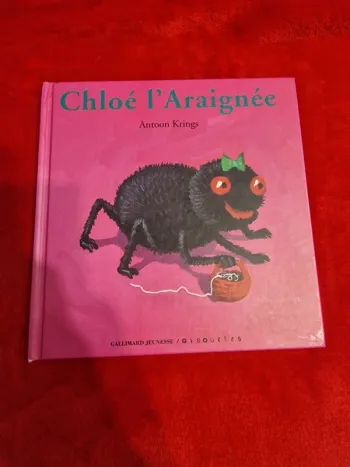 Chloé l'Araignée
Antoon Krings
GALLIMARD JEUNESSE / GIBOULÉES